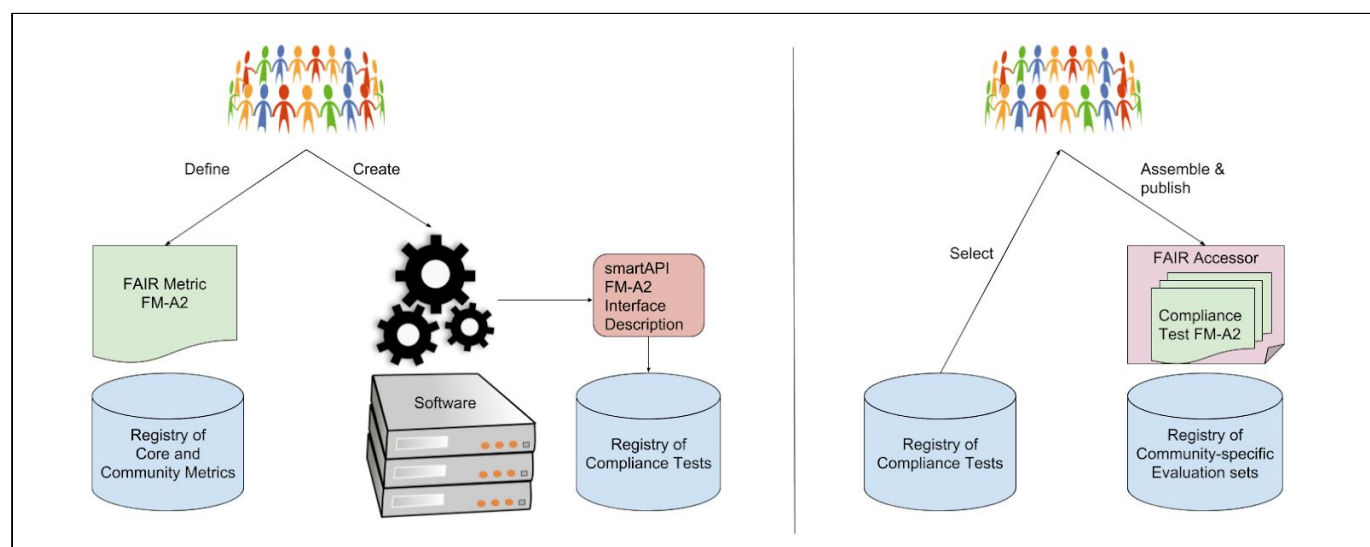 Define
Create
FAIR Metric
FM-A2
smartAPI
FM-A2
Interface
Description
Software
Registry of
Core and
Community Metrics
Registry of
Compliance Tests
Assemble &
publish
Select
FAIR Accessor
Compliance
Test FM-A2
Registry of
Compliance Tests
Registry of
Community-specific
Evaluation sets